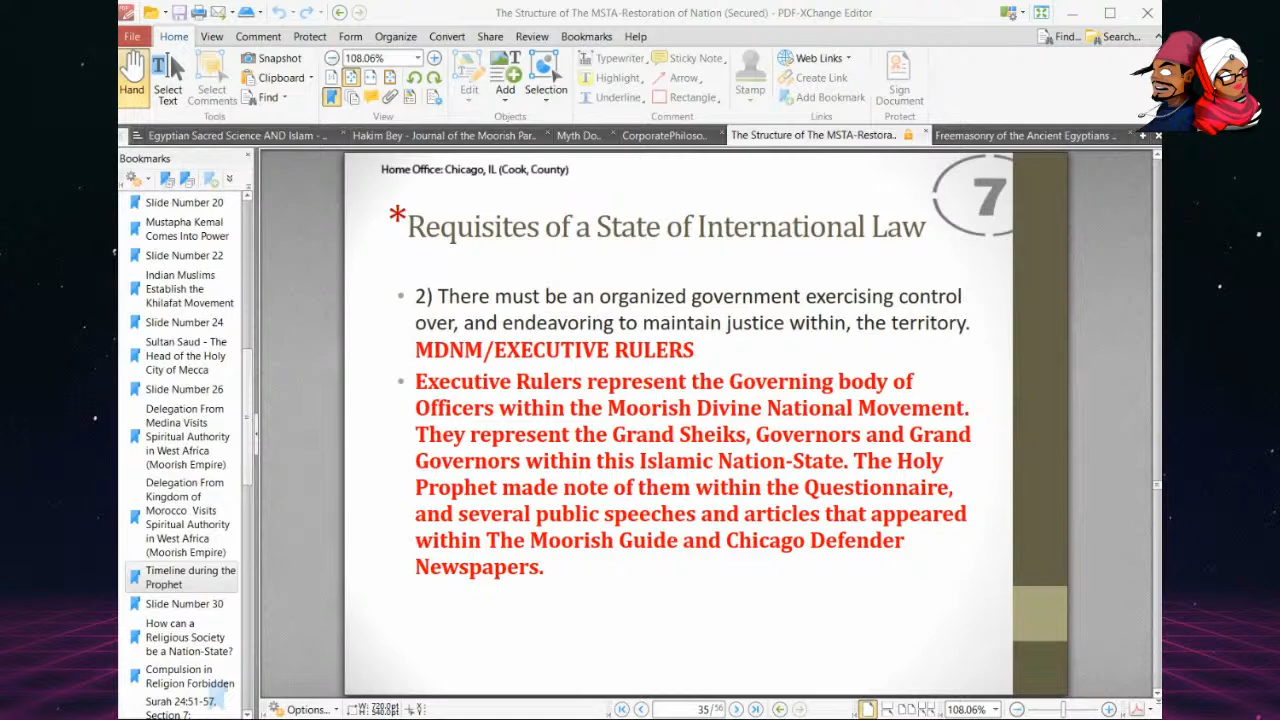 The Structure of The MSTA-Restoration of Nation (Secured) - PDF-XChange Editor
File Home View Comment Protect Form Organize Convert Share Review Bookmarks Help Find... Search...
Hand
Select Text
Select Comments
Snapshot
Clipboard
Find
Tools
108.06%
View
Edit
Add
Selection
Objects
Typewriter
Sticky Note
Highlight
Arrow
Underline
Rectangle
Stamp
Comment
Web Links
Create Link
Add Bookmark
Links
Sign Document
Protect
Egyptian Sacred Science AND Islam -
Hakim Bey - Journal of the Moorish Par..
Myth Do..
CorporatePhiloso..
The Structure of The MSTA-Restora..
Freemasonry of the Ancient Egyptians
Bookmarks
Slide Number 20
Mustapha Kemal
Comes Into Power
Slide Number 22
Indian Muslims
Establish the
Khilafat Movement
Slide Number 24
Sultan Saud - The
Head of the Holy
City of Mecca
Slide Number 26
Delegation From
Medina Visits
Spiritual Authority
in West Africa
(Moorish Empire)
Delegation From
Kingdom of
Morocco Visits
Spiritual Authority
in West Africa
(Moorish Empire)
Timeline during the
Prophet
Slide Number 30
How can a
Religious Society
be a Nation-State?
Compulsion in
Religion Forbidden
Surah 24:51-57.
Section 7:
Home Office: Chicago, IL (Cook, County)
7
*Requisites of a State of International Law
• 2) There must be an organized government exercising control
over, and endeavoring to maintain justice within, the territory.
MDNM/EXECUTIVE RULERS
• Executive Rulers represent the Governing body of
Officers within the Moorish Divine National Movement.
They represent the Grand Sheiks, Governors and Grand
Governors within this Islamic Nation-State. The Holy
Prophet made note of them within the Questionnaire,
and several public speeches and articles that appeared
within The Moorish Guide and Chicago Defender
Newspapers.
Options...
W: 720.0pt
H: 540.0pt
X:
Y:
35/56
108.06%